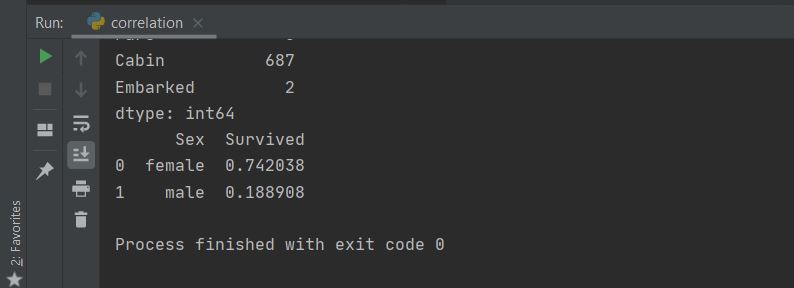 Run: correlation
Cabin 687
Embarked 2
dtype: int64
Sex Survived
0 female 0.742038
1 male 0.188908
Process finished with exit code 0
2: Favorites